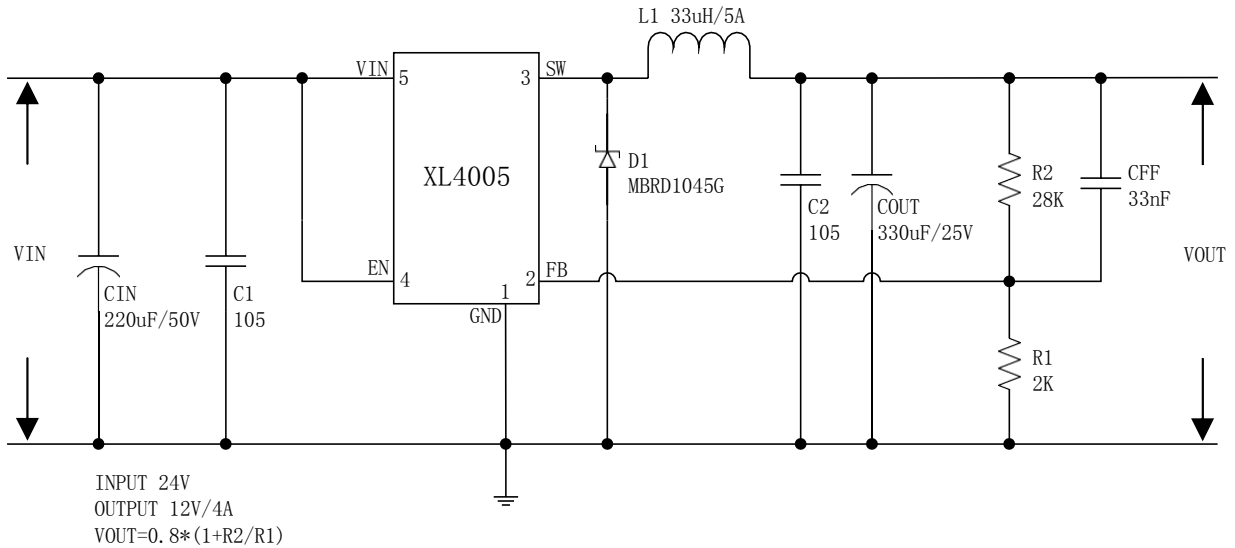 L1 33uH/5A
VIN
5
3
SW
XL4005
D1
MBRD1045G
C2
105
COUT
330uF/25V
R2
28K
CFF
33nF
VIN
VOUT
EN
4
2
FB
1
GND
CIN
220uF/50V
C1
105
R1
2K
INPUT 24V
OUTPUT 12V/4A
VOUT=0.8*(1+R2/R1)